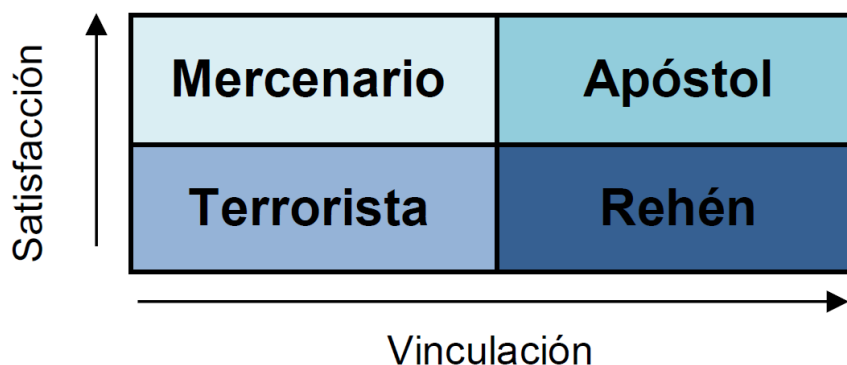 Satisfacción
Mercenario
Apóstol
Terrorista
Rehén
Vinculación